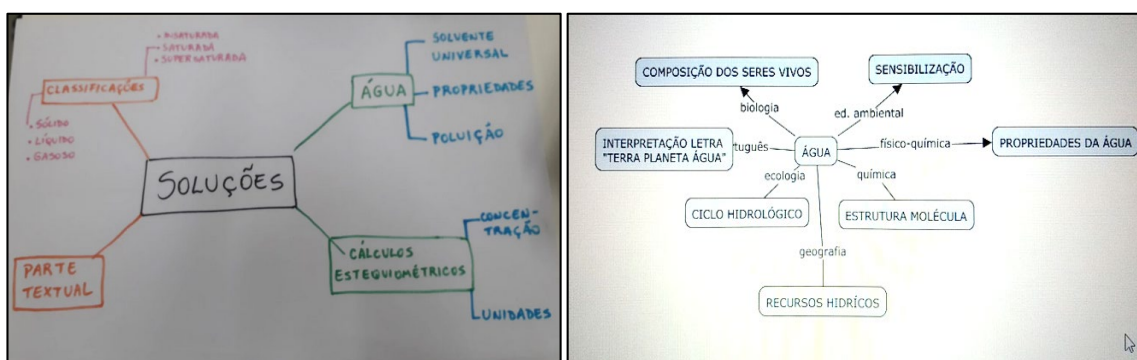 • INSATURADA
• SATURADA
• SUPERSATURADA
CLASSIFICAÇÕES
• SÓLIDO
• LÍQUIDO
• GASOSO
ÁGUA
SOLVENTE
UNIVERSAL
PROPRIEDADES
POLUIÇÃO
SOLUÇÕES
PARTE
TEXTUAL
CÁLCULOS
ESTEQUIOMÉTRICOS
CONCEN-
TRAÇÃO
UNIDADES
COMPOSIÇÃO DOS SERES VIVOS
SENSIBILIZAÇÃO
biologia
ed. ambiental
INTERPRETAÇÃO LETRA
"TERRA PLANETA ÁGUA"
tuguês
ÁGUA
físico-química
PROPRIEDADES DA ÁGUA
ecologia
química
CICLO HIDROLÓGICO
ESTRUTURA MOLÉCULA
geografia
RECURSOS HIDRÍCOS